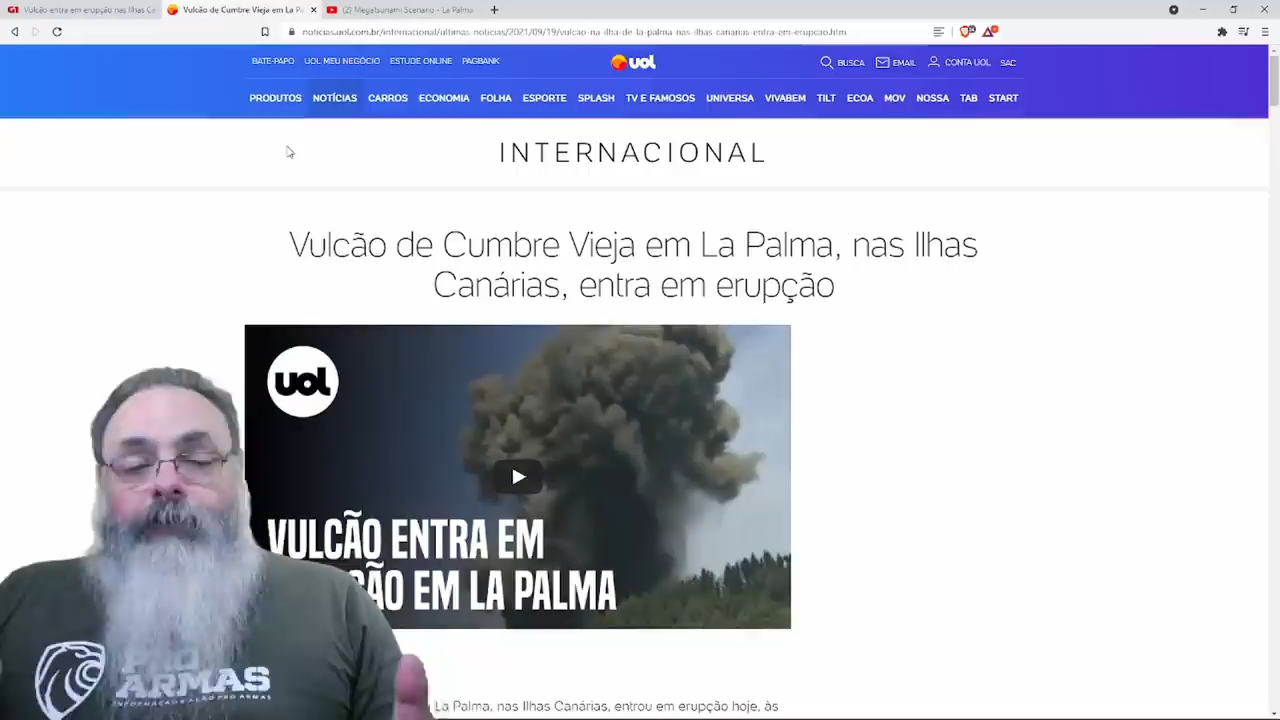 G1 Vulcão entra em erupção nas Ilhas Ca
Vulcão de Cumbre Vieja em La P
(2) Megatsunami Scenario - La Palma
noticias.uol.com.br/internacional/ultimas-noticias/2021/09/19/vulcao-na-ilha-de-la-palma-nas-ilhas-canarias-entra-em-erupcao.htm
BATE-PAPO UOL MEU NEGÓCIO ESTUDE ONLINE PAGBANK
uol
BUSCA EMAIL CONTA UOL SAC
PRODUTOS NOTÍCIAS CARROS ECONOMIA FOLHA ESPORTE SPLASH TV E FAMOSOS UNIVERSA VIVABEM TILT ECOA MOV NOSSA TAB START
INTERNACIONAL
Vulcão de Cumbre Vieja em La Palma, nas Ilhas
Canárias, entra em erupção
uol
VULCÃO ENTRA EM
ÇÃO EM LA PALMA
PRO
ARMAS
La Palma, nas Ilhas Canárias, entrou em erupção hoje, às